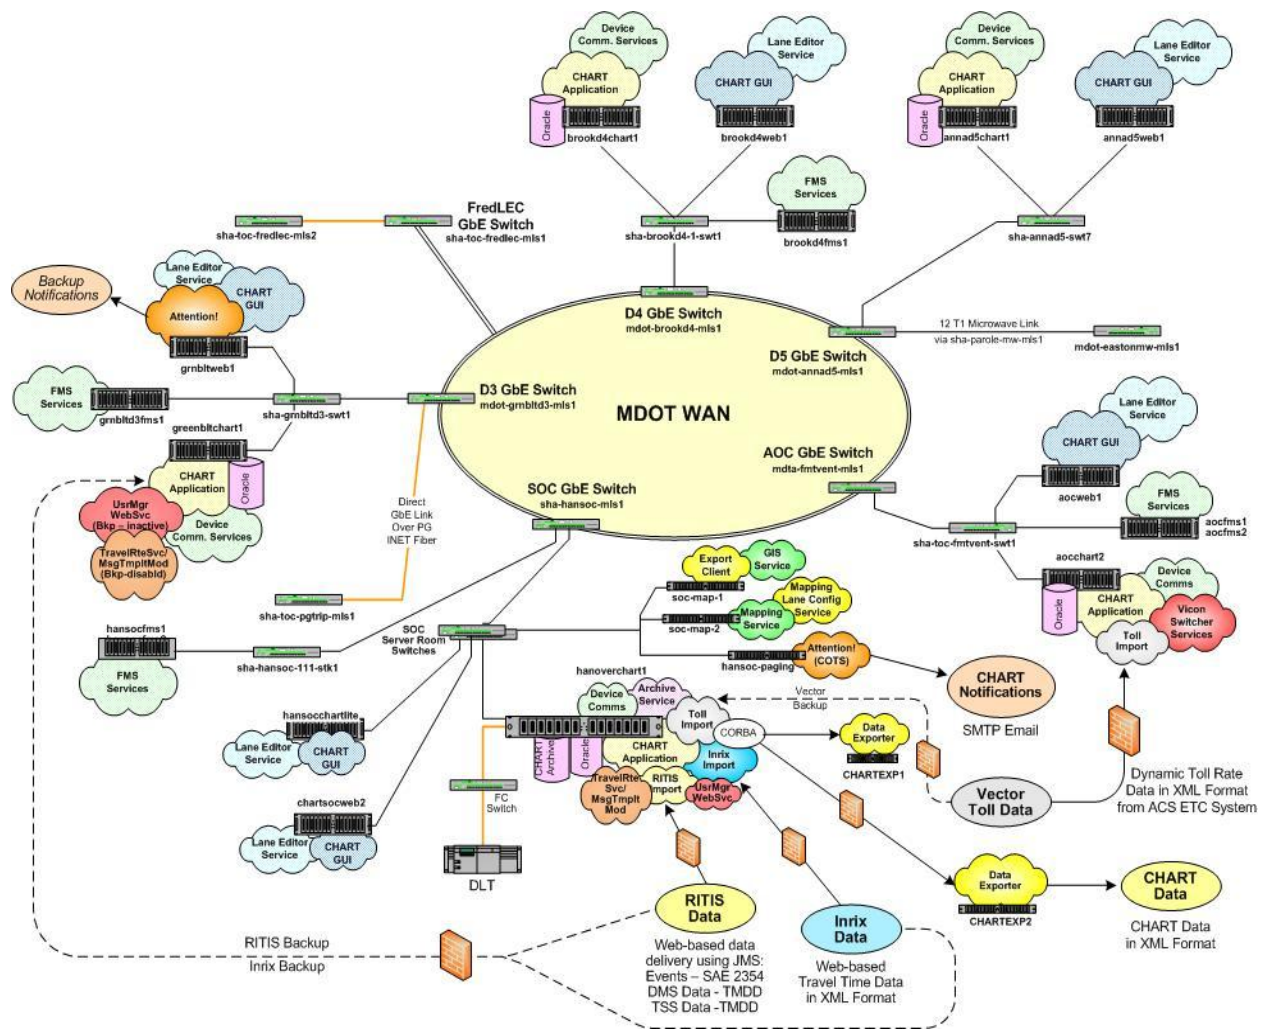 Device
Comm. Services
CHART
Application
Oracle
brookd4chart1
Lane Editor
Service
CHART GUI
brookd4web1
Device
Comm. Services
CHART
Application
Oracle
annad5chart1
Lane Editor
Service
CHART GUI
annad5web1
FMS
Services
brookd4fms1
sha-brookd4-1-swt1
sha-annad5-swt7
FredLEC
GbE Switch
sha-toc-fredlec-mls1
sha-toc-fredlec-mls2
Backup
Notifications
Lane Editor
Service
CHART
GUI
Attention!
grnbltweb1
FMS
Services
grnbltd3fms1
sha-grnbltd3-swt1
greenbltchart1
CHART
Application
Oracle
UsrMgr
WebSvc
(Bkp – inactive)
Device
Comm. Services
TravelRteSvc/
MsgTmpltMod
(Bkp-disabld)
D4 GbE Switch
mdot-brookd4-mls1
D5 GbE Switch
mdot-annad5-mls1
12 T1 Microwave Link
via sha-parole-mw-mls1
mdot-eastonmw-mls1
D3 GbE Switch
mdot-grnbltd3-mls1
MDOT WAN
AOC GbE Switch
mdta-fmtvent-mls1
SOC GbE Switch
sha-hansoc-mls1
Direct
GbE Link
Over PG
INET Fiber
sha-toc-pgtrip-mls1
Lane Editor
Service
CHART GUI
aocweb1
FMS
Services
aocfms1
aocfms2
sha-toc-fmtvent-swt1
aocchart2
Device
Comms
CHART
Application
Oracle
Vicon
Switcher
Services
Toll
Import
hansocfms1
FMS
Services
sha-hansoc-111-stk1
SOC
Server Room
Switches
Export
Client
GIS
Service
soc-map-1
Mapping
Lane Config
Service
Mapping
Service
soc-map-2
hansoc-paging
Attention!
(COTS)
CHART
Notifications
SMTP Email
hanoverchart1
Device
Comms
Archive
Service
Toll
Import
CORBA
CHART
Archive
Oracle
CHART
Application
Inrix
Import
TravelRte
Svc/
MsgTmplt
Mod
RITIS
Import
UsrMgr
WebSvc
Vector
Backup
Data
Exporter
CHARTEXP1
Vector
Toll Data
Dynamic Toll Rate
Data in XML Format
from ACS ETC System
hansocchartlite
Lane Editor
Service
CHART
GUI
chartsocweb2
Lane Editor
Service
CHART
GUI
FC
Switch
DLT
RITIS
Data
Web-based data
delivery using JMS:
Events – SAE 2354
DMS Data - TMDD
TSS Data -TMDD
Inrix
Data
Web-based
Travel Time Data
in XML Format
Data
Exporter
CHARTEXP2
CHART
Data
CHART Data
in XML Format
RITIS Backup
Inrix Backup